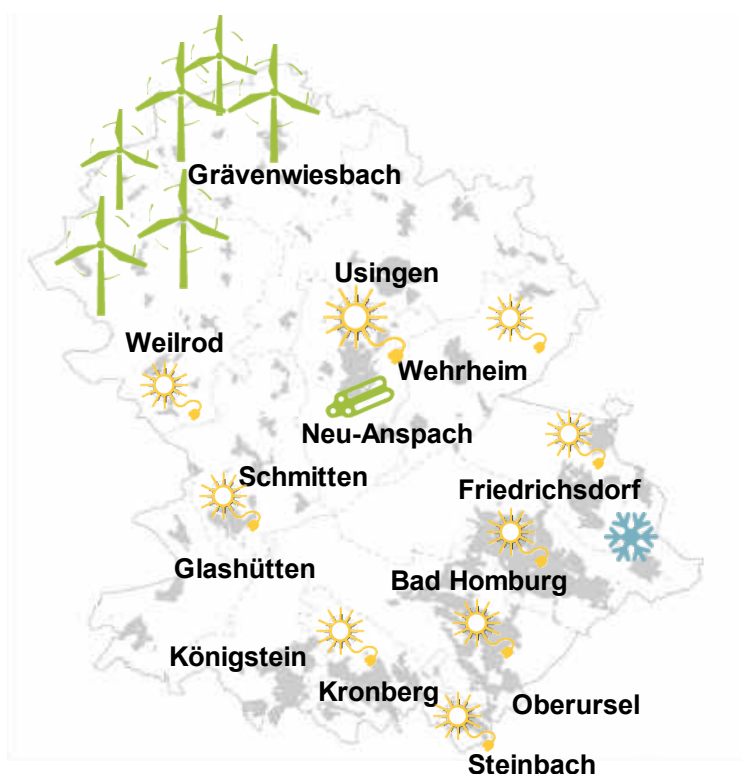 Grävenwiesbach
Usingen
Weilrod
Wehrheim
Neu-Anspach
Schmitten
Friedrichsdorf
Glashütten
Bad Homburg
Königstein
Kronberg
Oberursel
Steinbach